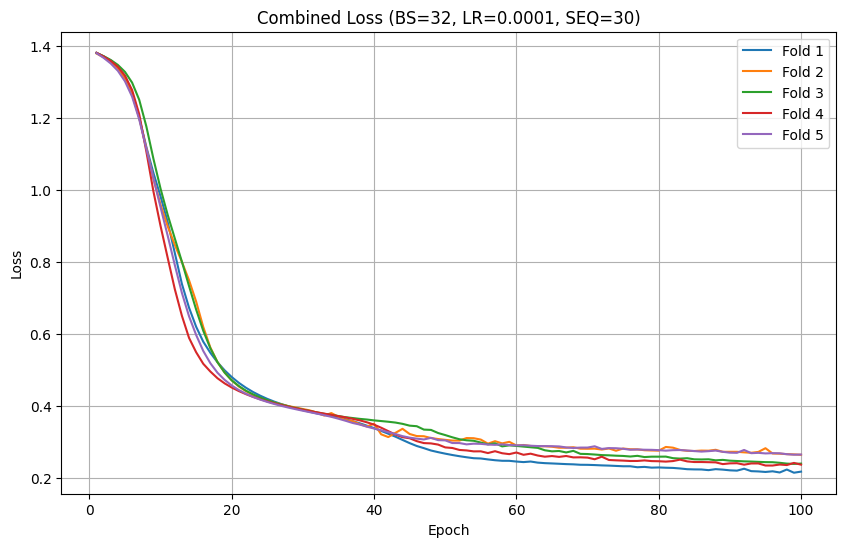 Combined Loss (BS=32, LR=0.0001, SEQ=30)
Fold 1
Fold 2
Fold 3
Fold 4
Fold 5
Loss
1.4
1.2
1.0
0.8
0.6
0.4
0.2
0 20 40 60 80 100
Epoch